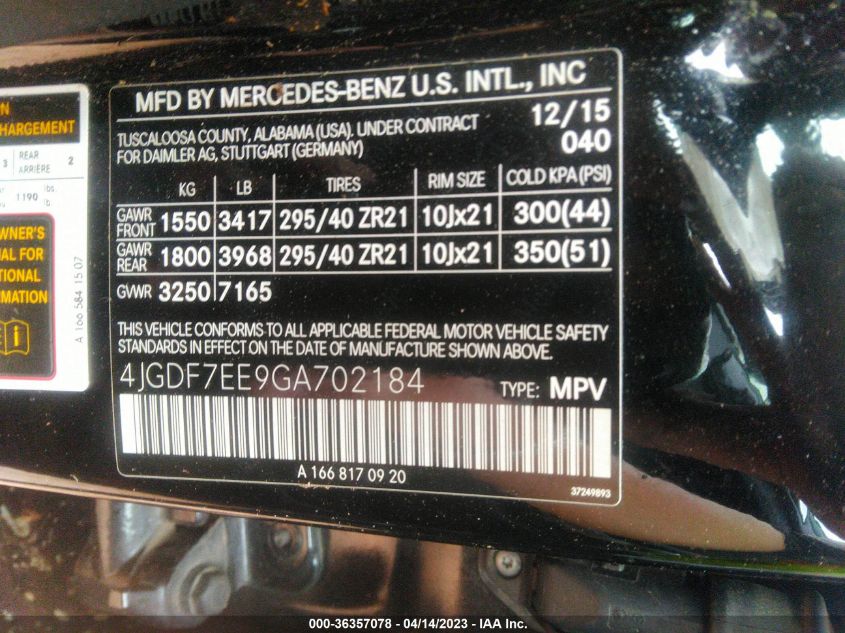 MFD BY MERCEDES-BENZ U.S. INTL., INC
TUSCALOOSA COUNTY, ALABAMA (USA). UNDER CONTRACT
FOR DAIMLER AG, STUTTGART (GERMANY)
12/15
040
KG LB TIRES RIM SIZE COLD KPA (PSI)
GAWR FRONT 1550 3417 295/40 ZR21 10Jx21 300(44)
GAWR REAR 1800 3968 295/40 ZR21 10Jx21 350(51)
GVWR 3250 7165
THIS VEHICLE CONFORMS TO ALL APPLICABLE FEDERAL MOTOR VEHICLE SAFETY
STANDARDS IN EFFECT ON THE DATE OF MANUFACTURE SHOWN ABOVE.
4JGDF7EE9GA702184 TYPE: MPV
A 166 817 09 20
37249893
HARGEMENT
3 REAR ARRIÈRE 2
1190 lbs. lb.
WNER'S
FOR
A 166 584 15 07
000-36357078 - 04/14/2023 - IAA Inc.